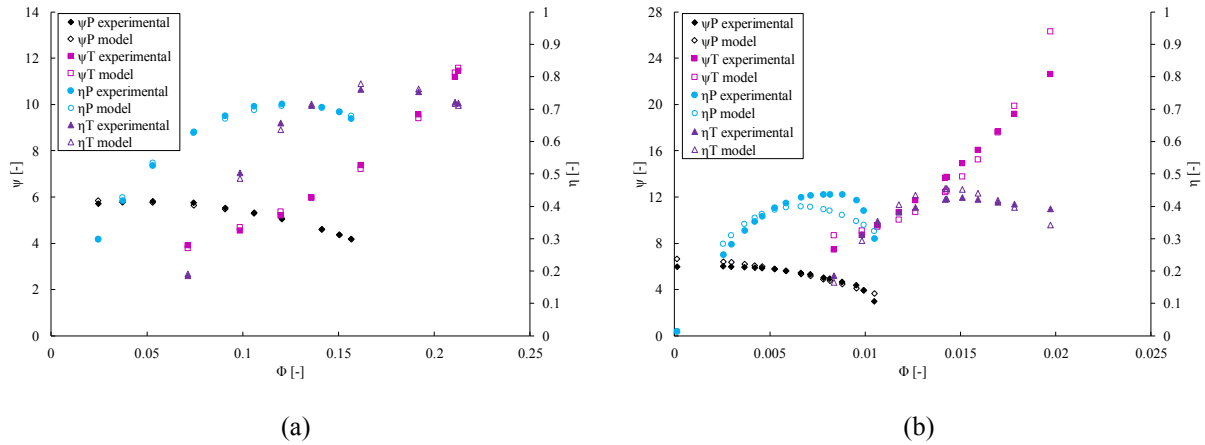 14
12
10
8
6
4
2
0
ψ [-]
ψP experimental
ψP model
ψT experimental
ψT model
ηP experimental
ηP model
ηT experimental
ηT model
1
0.9
0.8
0.7
0.6
0.5
0.4
0.3
0.2
0.1
0
η [-]
0 0.05 0.1 0.15 0.2 0.25
Φ [-]
(a)
28
24
20
16
12
8
4
0
ψ [-]
ψP experimental
ψP model
ψT experimental
ψT model
ηP experimental
ηP model
ηT experimental
ηT model
1
0.9
0.8
0.7
0.6
0.5
0.4
0.3
0.2
0.1
0
η [-]
0 0.005 0.01 0.015 0.02 0.025
Φ [-]
(b)